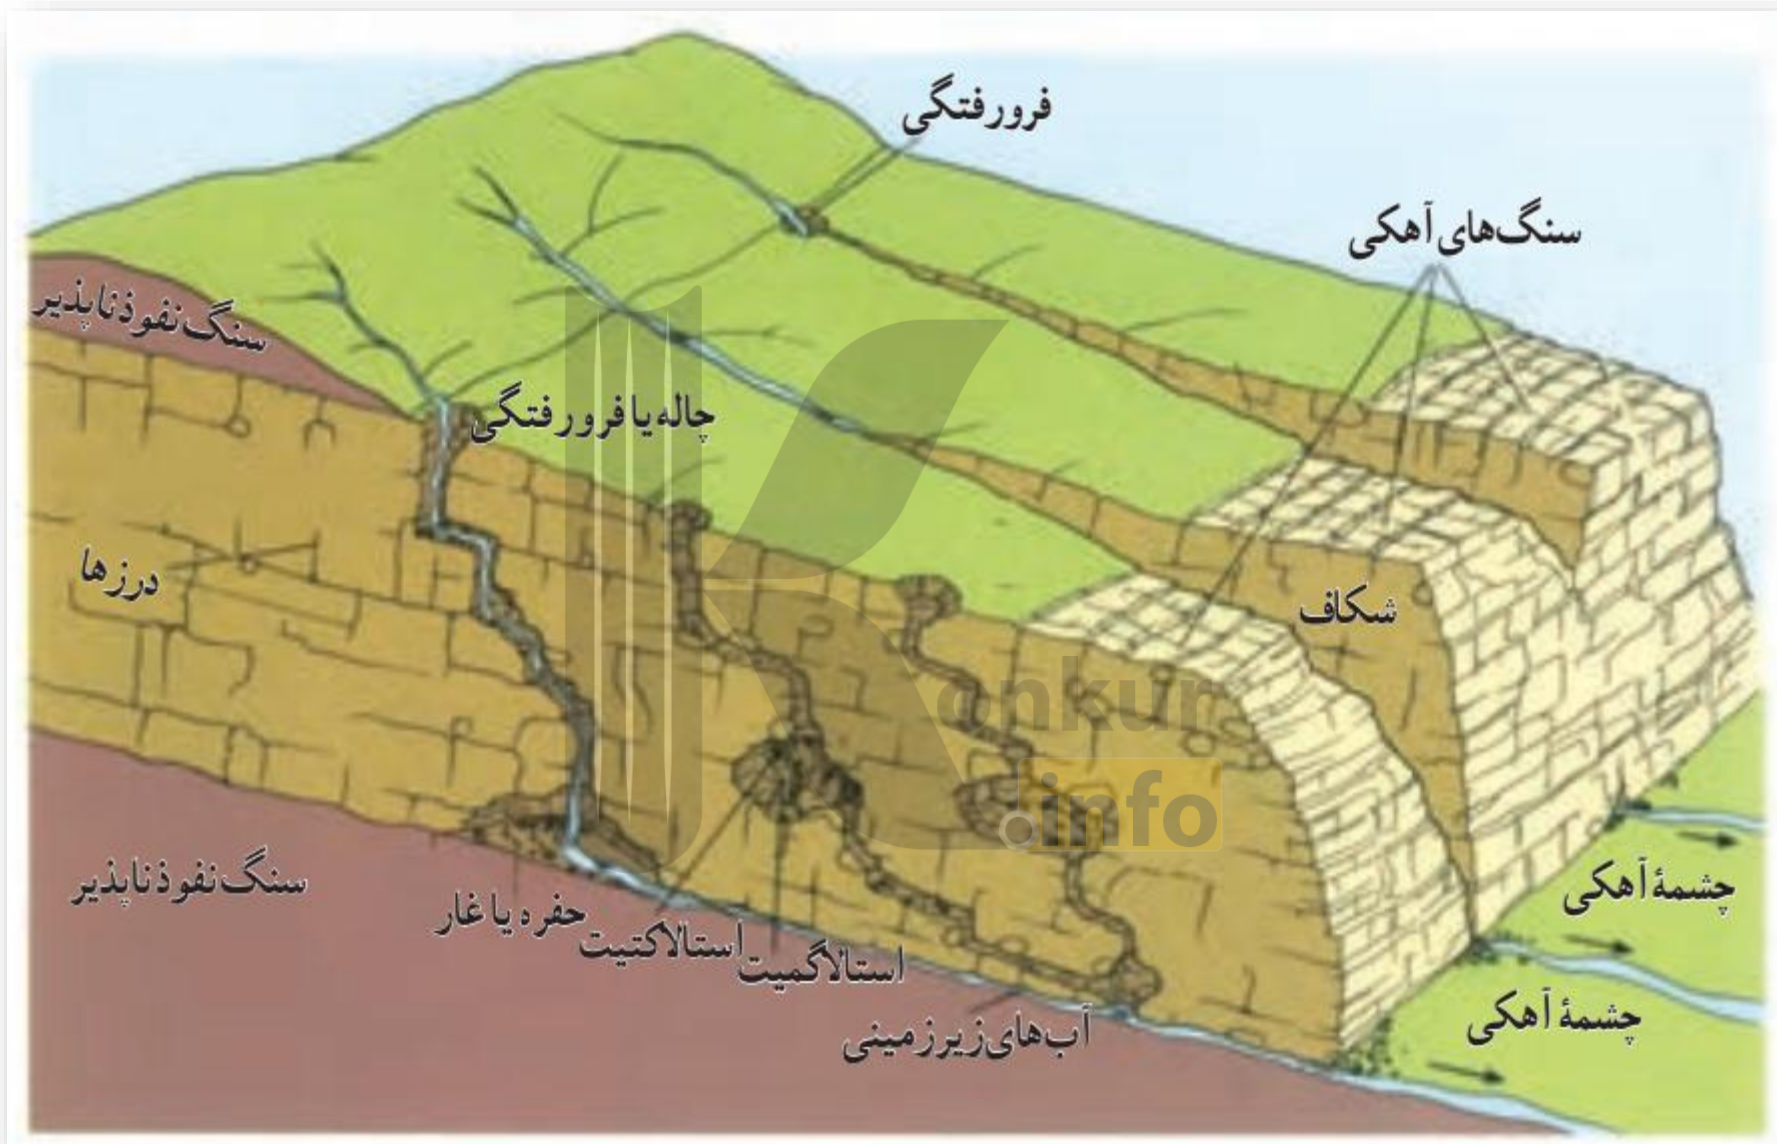 فرورفتگی
سنگ‌های آهکی
سنگ نفوذناپذیر
چاله یا فرورفتگی
درزها
شکاف
onkur
.info
سنگ نفوذناپذیر
حفره یا غار
استالاکتیت
استالاگمیت
آب‌های زیرزمینی
چشمهٔ آهکی
چشمهٔ آهکی